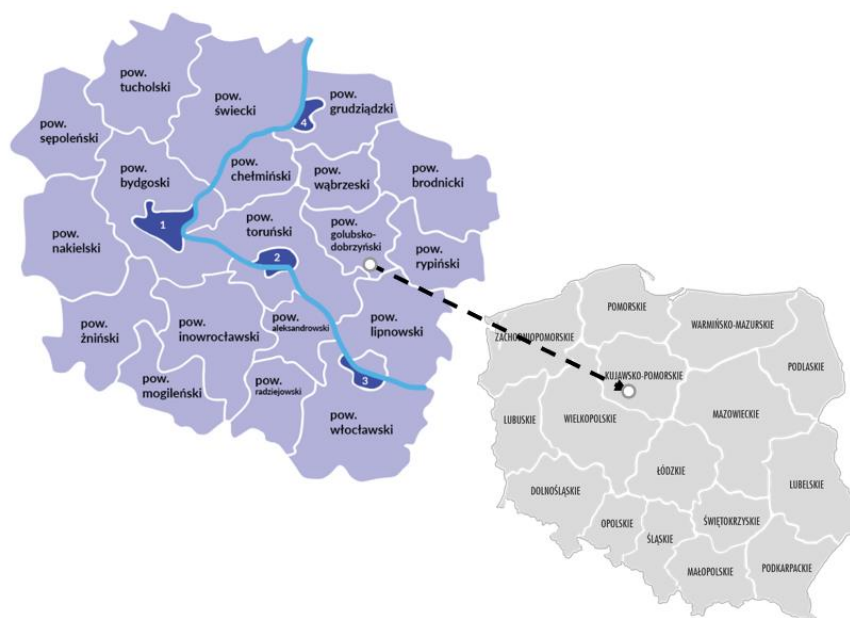 pow.
tucholski
pow.
świecki
pow.
grudziądzki
4
pow.
sępoleński
pow.
bydgoski
pow.
chełmiński
pow.
wąbrzeski
pow.
brodnicki
1
pow.
nakielski
pow.
toruński
pow.
golubsko-
dobrzyński
pow.
rypiński
2
pow.
żniński
pow.
inowrocławski
pow.
aleksandrowski
pow.
lipnowski
pow.
mogileński
pow.
radziejowski
3
pow.
włocławski
POMORSKIE
ZACHODNIOPOMORSKIE
WARMIŃSKO-MAZURSKIE
PODLASKIE
KUJAWSKO-POMORSKIE
LUBUSKIE
WIELKOPOLSKIE
MAZOWIECKIE
ŁÓDZKIE
LUBELSKIE
DOLNOŚLĄSKIE
OPOLSKIE
ŚLĄSKIE
ŚWIĘTOKRZYSKIE
MAŁOPOLSKIE
PODKARPACKIE